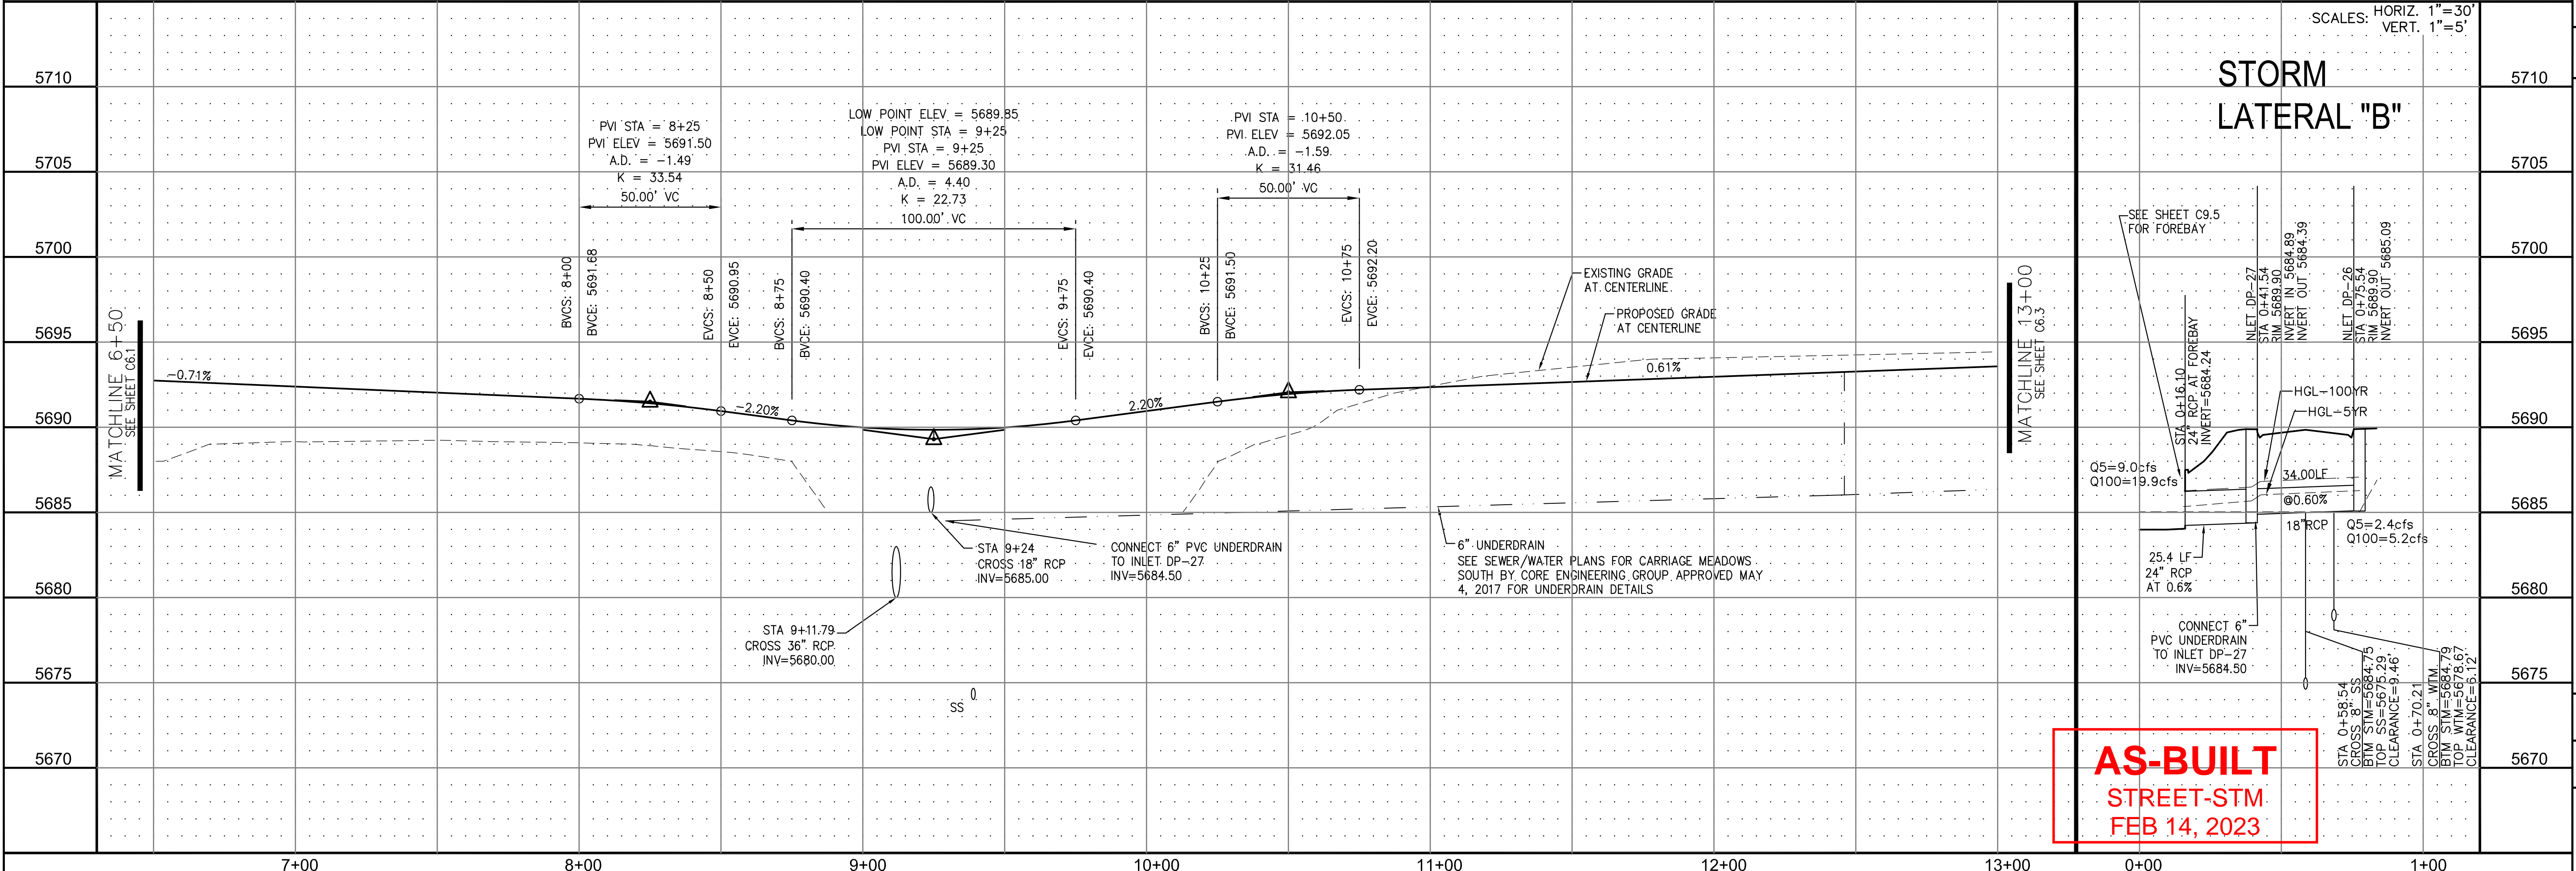 SCALES: HORIZ. 1"=30'
VERT. 1"=5'
5710
5705
5700
5695
5690
5685
5680
5675
5670
MATCHLINE 6+50
SEE SHEET C6.1
-0.71%
PVI STA = 8+25
PVI ELEV = 5691.50
A.D. = -1.49
K = 33.54
50.00' VC
BVCS: 8+00
BVCE: 5691.68
EVCS: 8+50
EVCE: 5690.95
-2.20%
LOW POINT ELEV = 5689.85
LOW POINT STA = 9+25
PVI STA = 9+25
PVI ELEV = 5689.30
A.D. = 4.40
K = 22.73
100.00' VC
BVCS: 8+75
BVCE: 5690.40
EVCS: 9+75
EVCE: 5690.40
2.20%
PVI STA = 10+50
PVI ELEV = 5692.05
A.D. = -1.59
K = 31.46
50.00' VC
BVCS: 10+25
BVCE: 5691.50
EVCS: 10+75
EVCE: 5692.20
EXISTING GRADE
AT CENTERLINE
PROPOSED GRADE
AT CENTERLINE
0.61%
MATCHLINE 13+00
SEE SHEET C6.3
STA 9+24
CROSS 18" RCP
INV=5685.00
CONNECT 6" PVC UNDERDRAIN
TO INLET DP-27
INV=5684.50
STA 9+11.79
CROSS 36" RCP
INV=5680.00
SS
6" UNDERDRAIN
SEE SEWER/WATER PLANS FOR CARRIAGE MEADOWS
SOUTH BY CORE ENGINEERING GROUP APPROVED MAY
4, 2017 FOR UNDERDRAIN DETAILS
7+00
8+00
9+00
10+00
11+00
12+00
13+00
STORM
LATERAL "B"
SEE SHEET C9.5
FOR FOREBAY
STA 0+16.10
24" RCP AT FOREBAY
INVERT=5684.24
INLET DP-27
STA 0+41.54
RIM 5689.90
INVERT IN 5684.89
INVERT OUT 5684.39
INLET DP-26
STA 0+75.54
RIM 5689.90
INVERT OUT 5685.09
HGL-100YR
HGL-5YR
Q5=9.0cfs
Q100=19.9cfs
34.00LF
@0.60%
18"RCP
Q5=2.4cfs
Q100=5.2cfs
25.4 LF
24" RCP
AT 0.6%
CONNECT 6"
PVC UNDERDRAIN
TO INLET DP-27
INV=5684.50
STA 0+58.54
CROSS 8" SS
BTM STM=5684.75
TOP SS=5675.29
CLEARANCE=9.46'
STA 0+70.21
CROSS 8" WTM
BTM STM=5684.79
TOP WTM=5678.67
CLEARANCE=6.12'
5710
5705
5700
5695
5690
5685
5680
5675
5670
AS-BUILT
STREET-STM
FEB 14, 2023
0+00
1+00